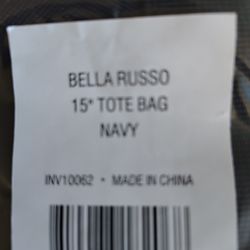 BELLA RUSSO
15" TOTE BAG
NAVY
INV10062 • MADE IN CHINA